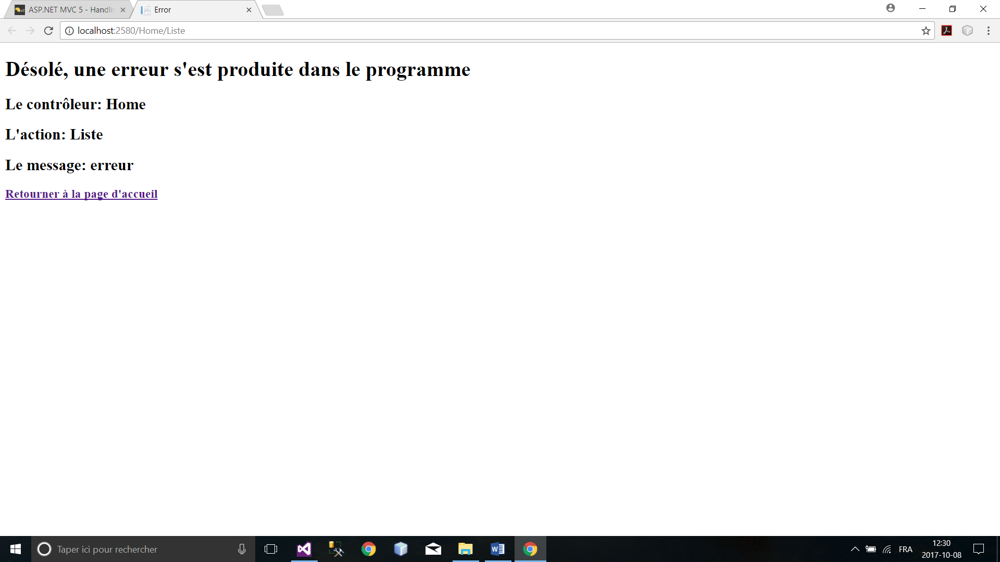 ASP.NET MVC 5 - Handli
Error
localhost:2580/Home/Liste
Désolé, une erreur s'est produite dans le programme
Le contrôleur: Home
L'action: Liste
Le message: erreur
Retourner à la page d'accueil
Taper ici pour rechercher
FRA
12:30
2017-10-08